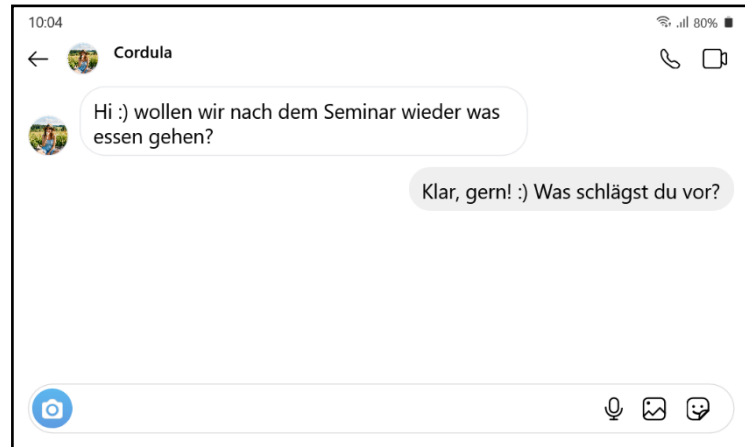 10:04
80%
Cordula
Hi :) wollen wir nach dem Seminar wieder was
essen gehen?
Klar, gern! :) Was schlägst du vor?